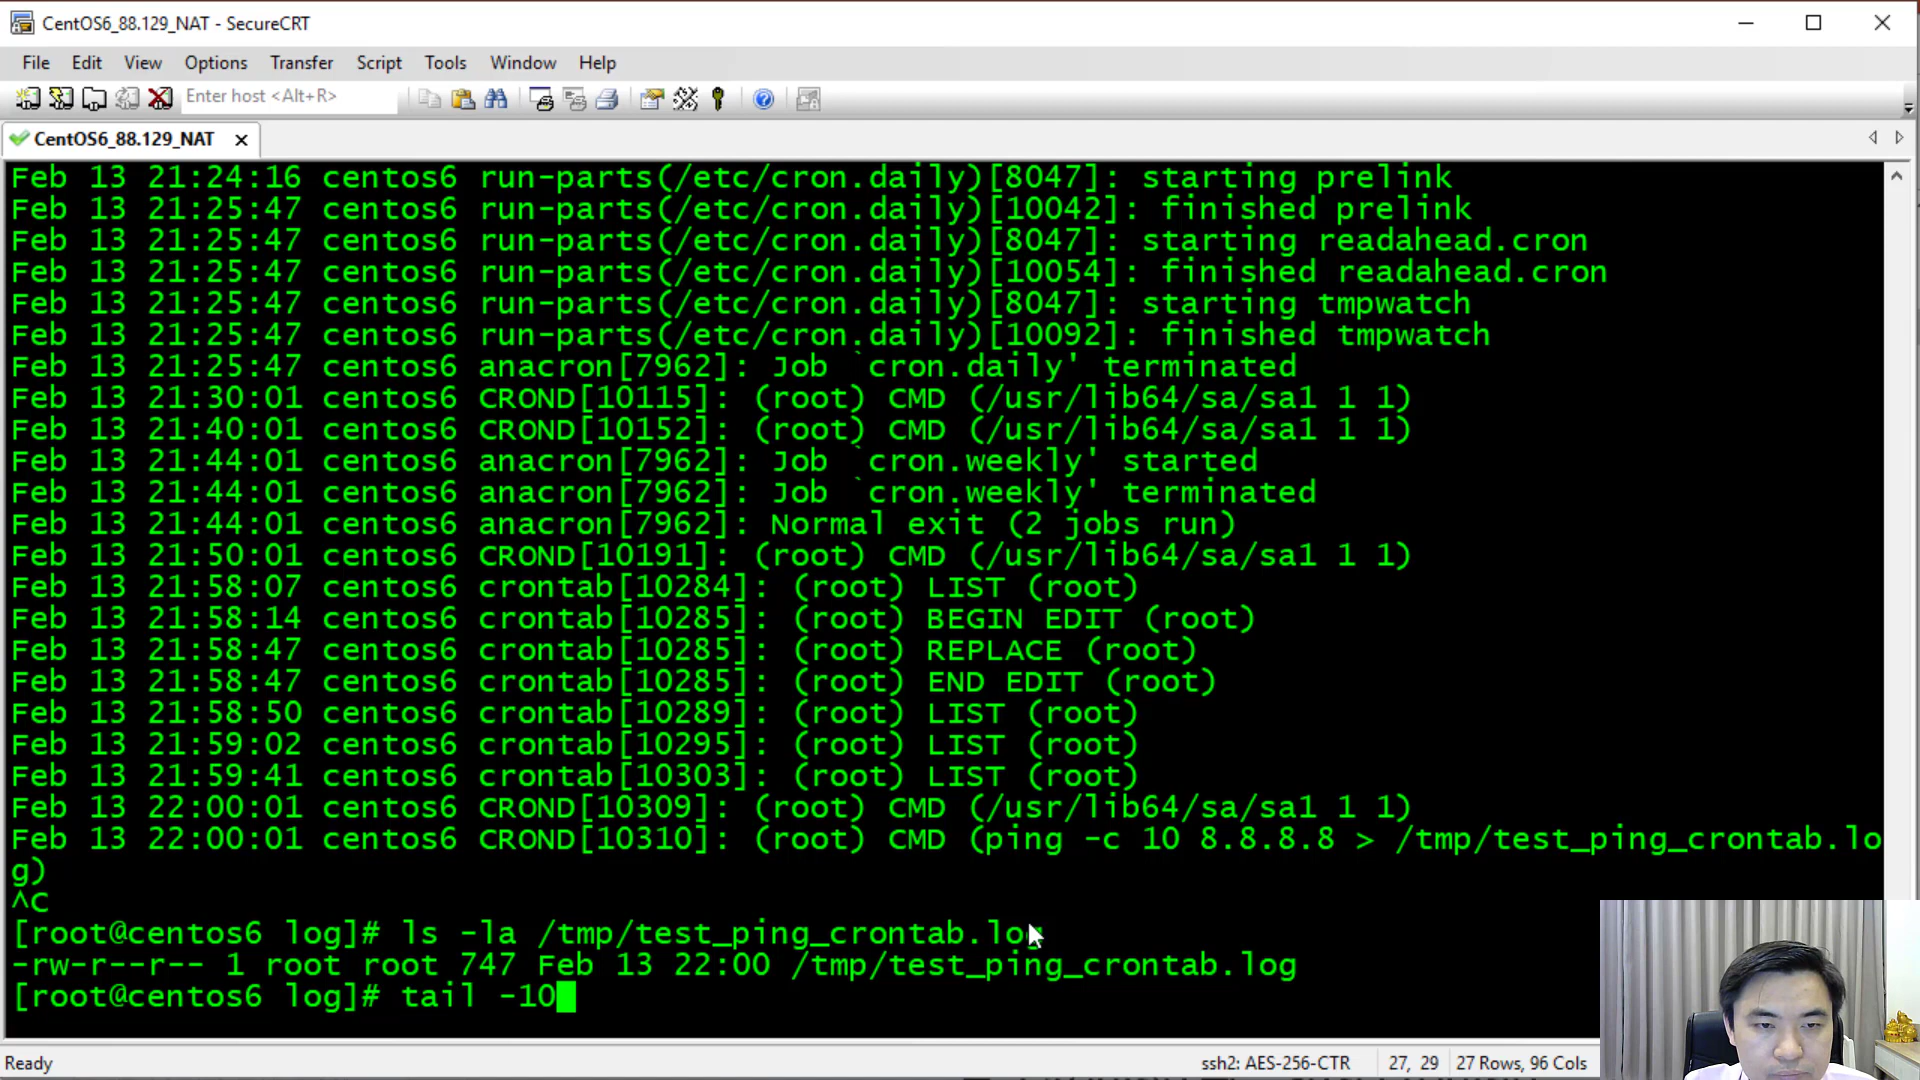 CentOS6_88.129_NAT - SecureCRT
File Edit View Options Transfer Script Tools Window Help
Enter host <Alt+R>
CentOS6_88.129_NAT
Feb 13 21:24:16 centos6 run-parts(/etc/cron.daily)[8047]: starting prelink
Feb 13 21:25:47 centos6 run-parts(/etc/cron.daily)[10042]: finished prelink
Feb 13 21:25:47 centos6 run-parts(/etc/cron.daily)[8047]: starting readahead.cron
Feb 13 21:25:47 centos6 run-parts(/etc/cron.daily)[10054]: finished readahead.cron
Feb 13 21:25:47 centos6 run-parts(/etc/cron.daily)[8047]: starting tmpwatch
Feb 13 21:25:47 centos6 run-parts(/etc/cron.daily)[10092]: finished tmpwatch
Feb 13 21:25:47 centos6 anacron[7962]: Job `cron.daily' terminated
Feb 13 21:30:01 centos6 CROND[10115]: (root) CMD (/usr/lib64/sa/sa1 1 1)
Feb 13 21:40:01 centos6 CROND[10152]: (root) CMD (/usr/lib64/sa/sa1 1 1)
Feb 13 21:44:01 centos6 anacron[7962]: Job `cron.weekly' started
Feb 13 21:44:01 centos6 anacron[7962]: Job `cron.weekly' terminated
Feb 13 21:44:01 centos6 anacron[7962]: Normal exit (2 jobs run)
Feb 13 21:50:01 centos6 CROND[10191]: (root) CMD (/usr/lib64/sa/sa1 1 1)
Feb 13 21:58:07 centos6 crontab[10284]: (root) LIST (root)
Feb 13 21:58:14 centos6 crontab[10285]: (root) BEGIN EDIT (root)
Feb 13 21:58:47 centos6 crontab[10285]: (root) REPLACE (root)
Feb 13 21:58:47 centos6 crontab[10285]: (root) END EDIT (root)
Feb 13 21:58:50 centos6 crontab[10289]: (root) LIST (root)
Feb 13 21:59:02 centos6 crontab[10295]: (root) LIST (root)
Feb 13 21:59:41 centos6 crontab[10303]: (root) LIST (root)
Feb 13 22:00:01 centos6 CROND[10309]: (root) CMD (/usr/lib64/sa/sa1 1 1)
Feb 13 22:00:01 centos6 CROND[10310]: (root) CMD (ping -c 10 8.8.8.8 > /tmp/test_ping_crontab.lo
g)
^C
[root@centos6 log]# ls -la /tmp/test_ping_crontab.log
-rw-r--r-- 1 root root 747 Feb 13 22:00 /tmp/test_ping_crontab.log
[root@centos6 log]# tail -10
Ready ssh2: AES-256-CTR 27, 29 27 Rows, 96 Cols